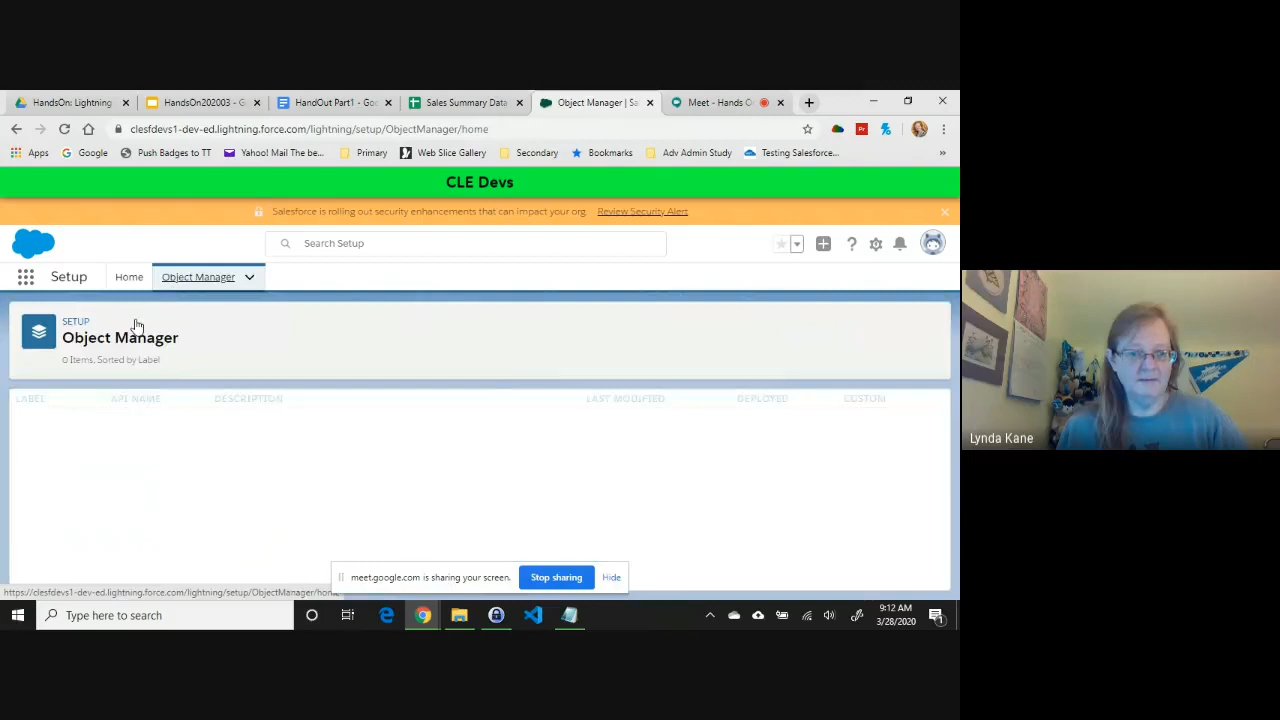 HandsOn: Lightning
HandsOn202003 - G
HandOut Part1 - Goo
Sales Summary Data
Object Manager | Sa
Meet - Hands O
clesfdevs1-dev-ed.lightning.force.com/lightning/setup/ObjectManager/home
Apps
Google
Push Badges to TT
Yahoo! Mail The be...
Primary
Web Slice Gallery
Secondary
Bookmarks
Adv Admin Study
Testing Salesforce...
CLE Devs
Salesforce is rolling out security enhancements that can impact your org. Review Security Alert
Search Setup
Setup
Home
Object Manager
SETUP
Object Manager
0 Items, Sorted by Label
LABEL
API NAME
DESCRIPTION
LAST MODIFIED
DEPLOYED
CUSTOM
Lynda Kane
meet.google.com is sharing your screen.
Stop sharing
Hide
https://clesfdevs1-dev-ed.lightning.force.com/lightning/setup/ObjectManager/home
Type here to search
9:12 AM
3/28/2020